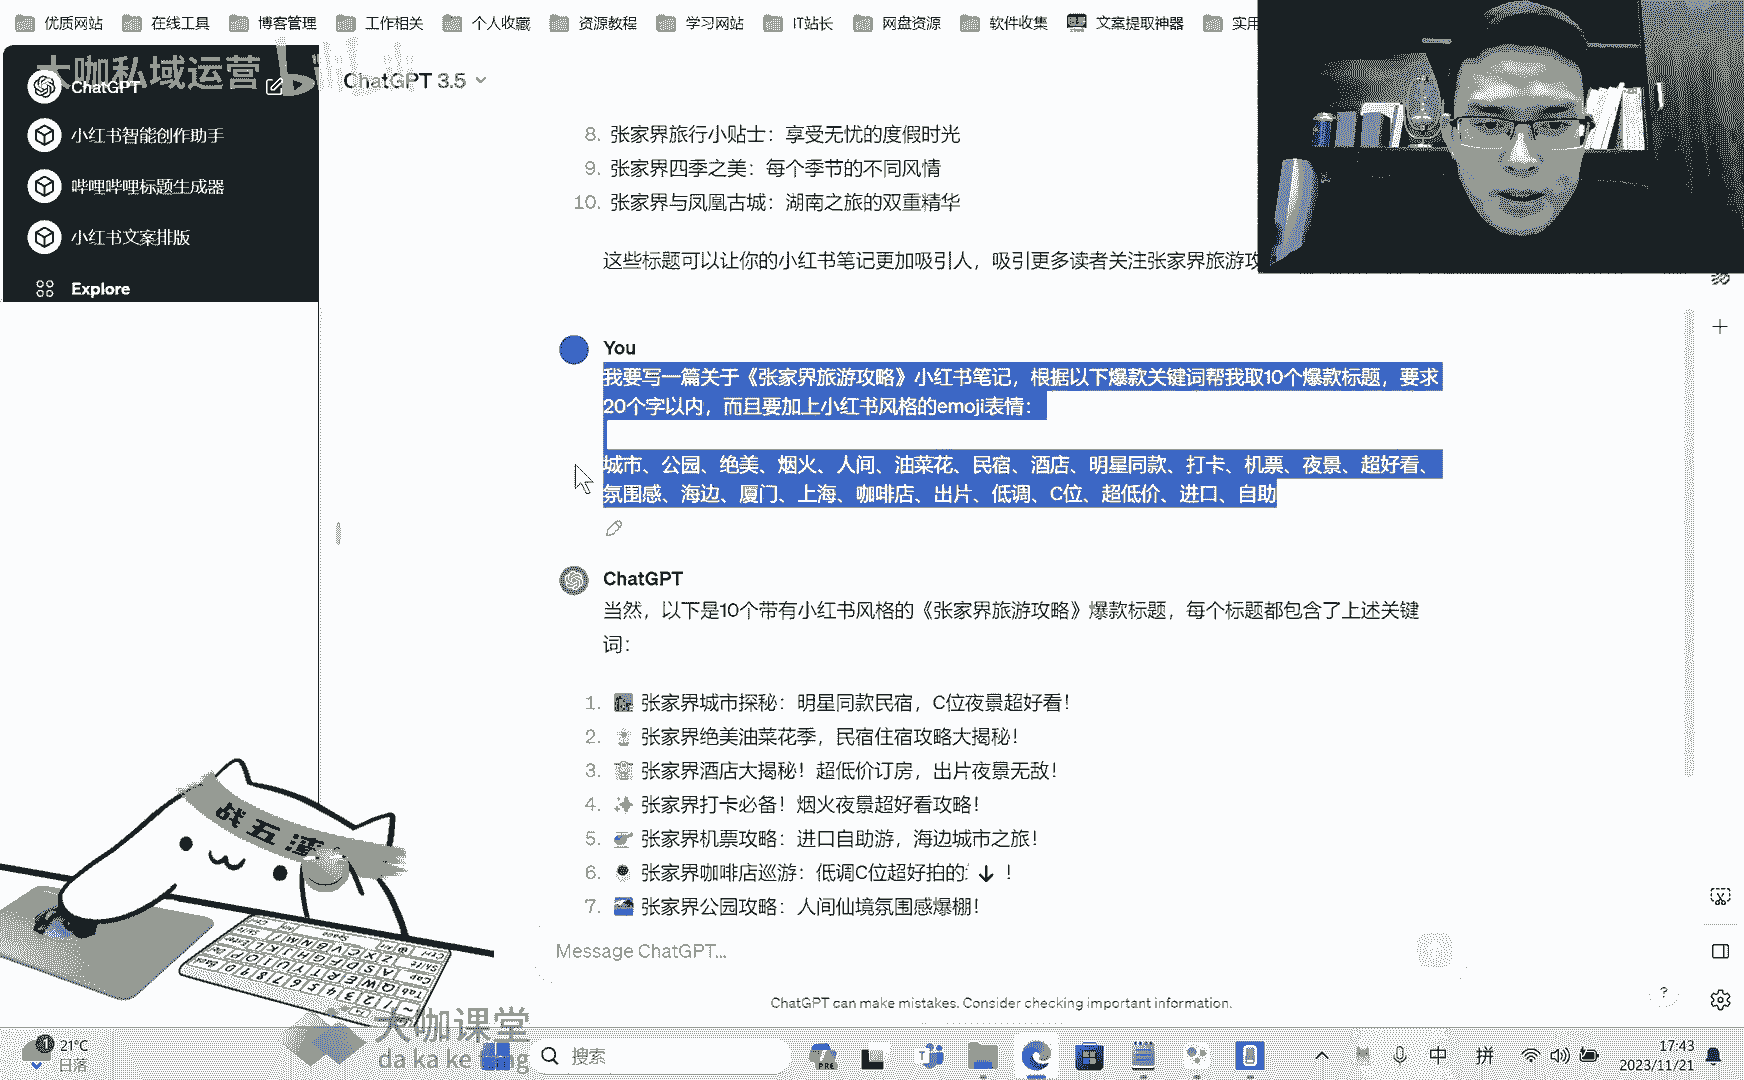 优质网站 在线工具 博客管理 工作相关 个人收藏 资源教程 学习网站 IT站长 网盘资源 软件收集 文案提取神器 实用
大咖私域运营 bilibili
ChatGPT
小红书智能创作助手
哔哩哔哩标题生成器
小红书文案排版
Explore
ChatGPT 3.5
8. 张家界旅行小贴士：享受无忧的度假时光
9. 张家界四季之美：每个季节的不同风情
10. 张家界与凤凰古城：湖南之旅的双重精华
这些标题可以让你的小红书笔记更加吸引人，吸引更多读者关注张家界旅游攻
You
我要写一篇关于《张家界旅游攻略》小红书笔记，根据以下爆款关键词帮我取10个爆款标题，要求
20个字以内，而且要加上小红书风格的emoji表情：
城市、公园、绝美、烟火、人间、油菜花、民宿、酒店、明星同款、打卡、机票、夜景、超好看、
氛围感、海边、厦门、上海、咖啡店、出片、低调、C位、超低价、进口、自助
ChatGPT
当然，以下是10个带有小红书风格的《张家界旅游攻略》爆款标题，每个标题都包含了上述关键
词：
1. 张家界城市探秘：明星同款民宿，C位夜景超好看！
2. 张家界绝美油菜花季，民宿住宿攻略大揭秘！
3. 张家界酒店大揭秘！超低价订房，出片夜景无敌！
4. 张家界打卡必备！烟火夜景超好看攻略！
5. 张家界机票攻略：进口自助游，海边城市之旅！
6. 张家界咖啡店巡游：低调C位超好拍的 ！
7. 张家界公园攻略：人间仙境氛围感爆棚！
Message ChatGPT...
ChatGPT can make mistakes. Consider checking important information.
?
战五渣
大咖课堂
da ka ke tang
21°C
日落
搜索
中 拼
17:43
2023/11/21